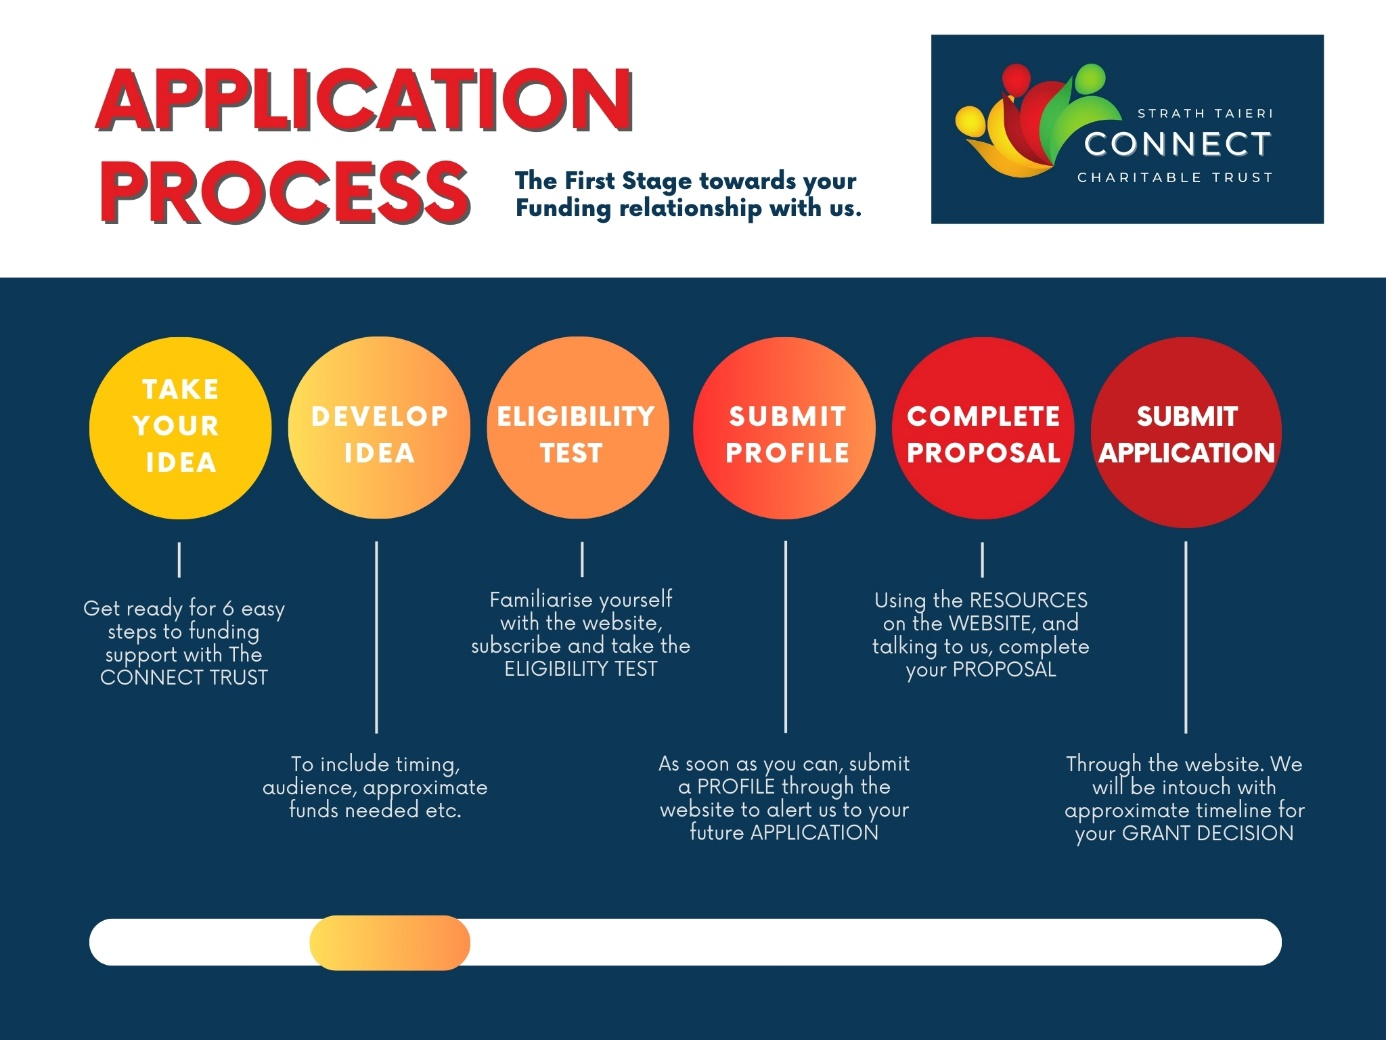 APPLICATION
PROCESS
The First Stage towards your
Funding relationship with us.
STRATH TAIERI
CONNECT
CHARITABLE TRUST
TAKE
YOUR
IDEA
Get ready for 6 easy
steps to funding
support with The
CONNECT TRUST
DEVELOP
IDEA
To include timing,
audience, approximate
funds needed etc.
ELIGIBILITY
TEST
Familiarise yourself
with the website,
subscribe and take the
ELIGIBILITY TEST
SUBMIT
PROFILE
As soon as you can, submit
a PROFILE through the
website to alert us to your
future APPLICATION
COMPLETE
PROPOSAL
Using the RESOURCES
on the WEBSITE, and
talking to us, complete
your PROPOSAL
SUBMIT
APPLICATION
Through the website. We
will be intouch with
approximate timeline for
your GRANT DECISION